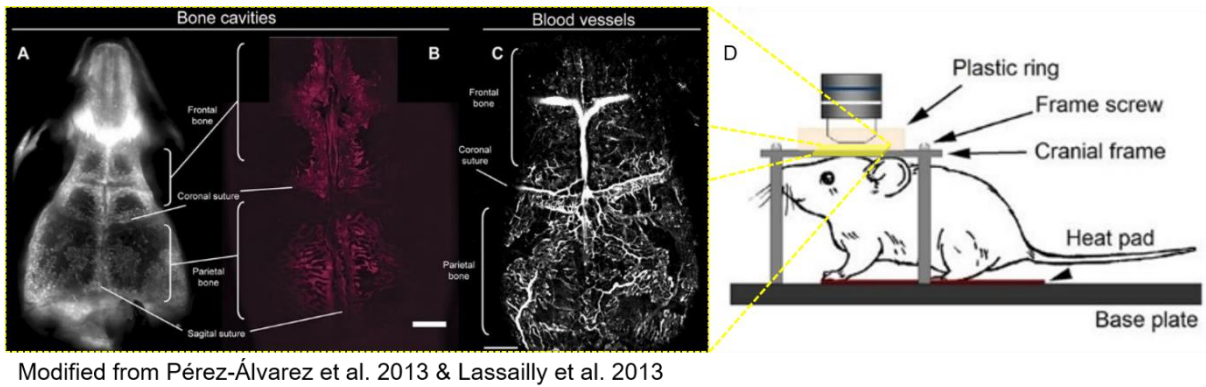 Bone cavities
Blood vessels
A
B
C
D
Frontal
bone
Coronal suture
Parietal
bone
Sagital suture
Frontal
bone
Coronal
suture
Parietal
bone
Plastic ring
Frame screw
Cranial frame
Heat pad
Base plate
Modified from Pérez-Álvarez et al. 2013 & Lassailly et al. 2013